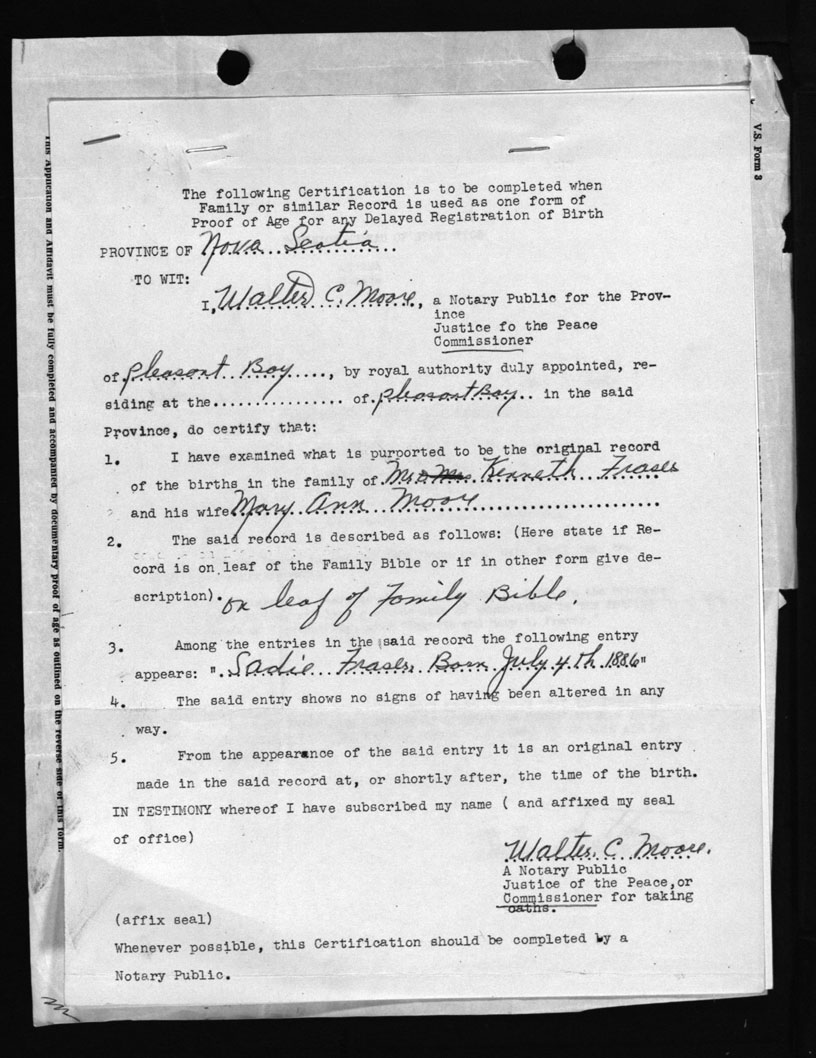 The following Certification is to be completed when
Family or similar Record is used as one form of
Proof of Age for any Delayed Registration of Birth
PROVINCE OF Nova Scotia
TO WIT:
I, Walter C. Moore, a Notary Public for the Prov-
ince
Justice fo the Peace
Commissioner
of Pleasant Bay....., by royal authority duly appointed, re-
siding at the................ of Pleasant Bay.. in the said
Province, do certify that:
1. I have examined what is purported to be the original record
of the births in the family of Mr & Mrs. Kenneth Fraser
and his wife Mary Ann Moore
2. The said record is described as follows: (Here state if Re-
cord is on leaf of the Family Bible or if in other form give de-
scription). on leaf of Family Bible.
3. Among the entries in the said record the following entry
appears: ". Sadie Fraser. Born July 4th. 1886"
4. The said entry shows no signs of having been altered in any
way.
5. From the appearance of the said entry it is an original entry
made in the said record at, or shortly after, the time of the birth.
IN TESTIMONY whereof I have subscribed my name ( and affixed my seal
of office)
Walter C. Moore.
A Notary Public
Justice of the Peace,or
Commissioner for taking
oaths.
(affix seal)
Whenever possible, this Certification should be completed by a
Notary Public.
V.S. Form 3
This Application and Affidavit must be fully completed and accompanied by documentary proof of age as outlined on the reverse side of this form.